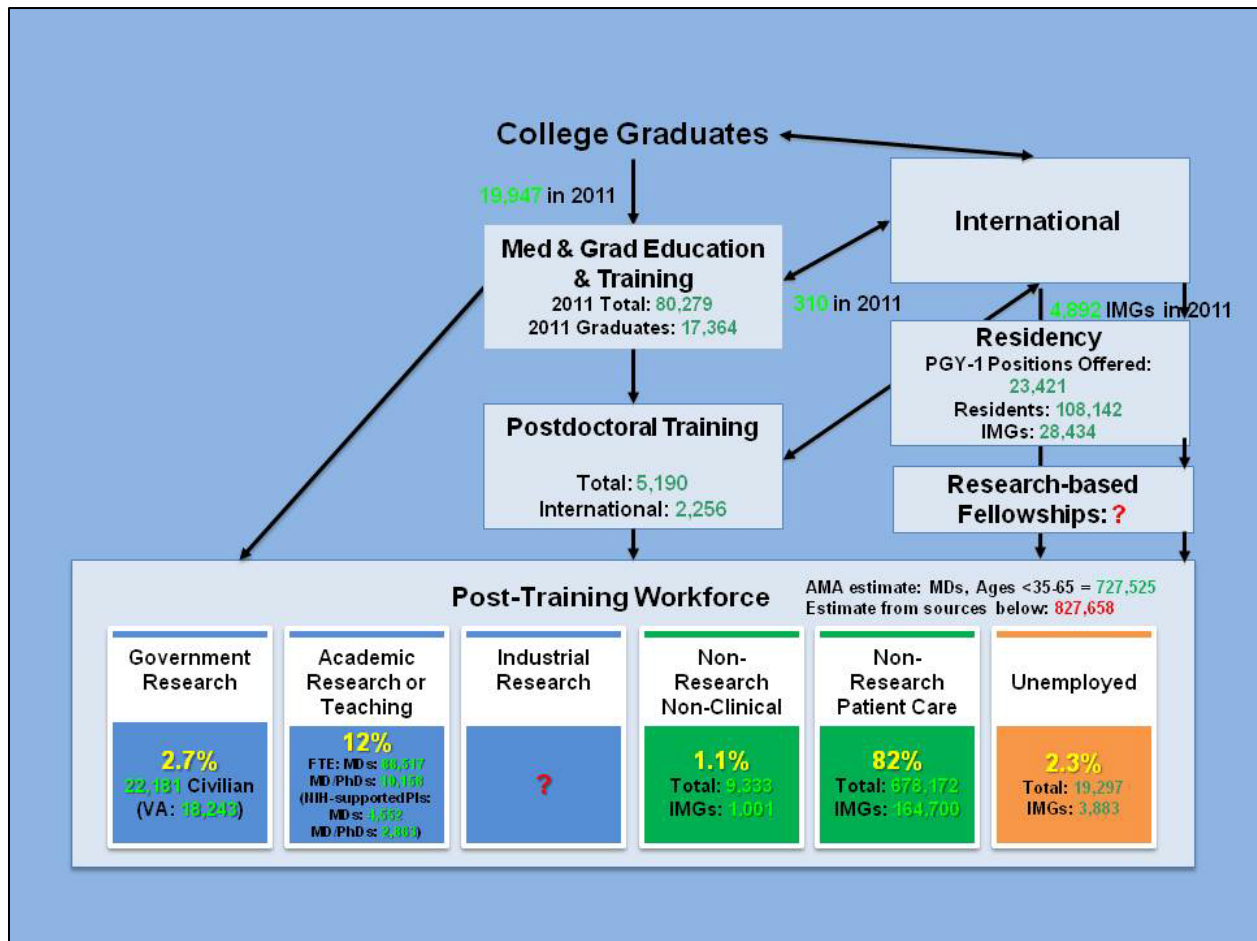 College Graduates
19,947 in 2011
International
Med & Grad Education
& Training
2011 Total: 80,279
2011 Graduates: 17,364
310 in 2011
4,892 IMGs in 2011
Residency
PGY-1 Positions Offered:
23,421
Residents: 108,142
IMGs: 28,434
Postdoctoral Training
Total: 5,190
International: 2,256
Research-based
Fellowships: ?
Post-Training Workforce
AMA estimate: MDs, Ages <35-65 = 727,525
Estimate from sources below: 827,658
Government
Research
2.7%
22,181 Civilian
(VA: 18,243)
Academic
Research or
Teaching
12%
FTE: MDs: 88,517
MD/PhDs: 10,158
(NIH-supported PIs:
MDs: 4,552
MD/PhDs: 2,863)
Industrial
Research
?
Non-
Research
Non-Clinical
1.1%
Total: 9,333
IMGs: 1,001
Non-
Research
Patient Care
82%
Total: 678,172
IMGs: 164,700
Unemployed
2.3%
Total: 19,297
IMGs: 3,883